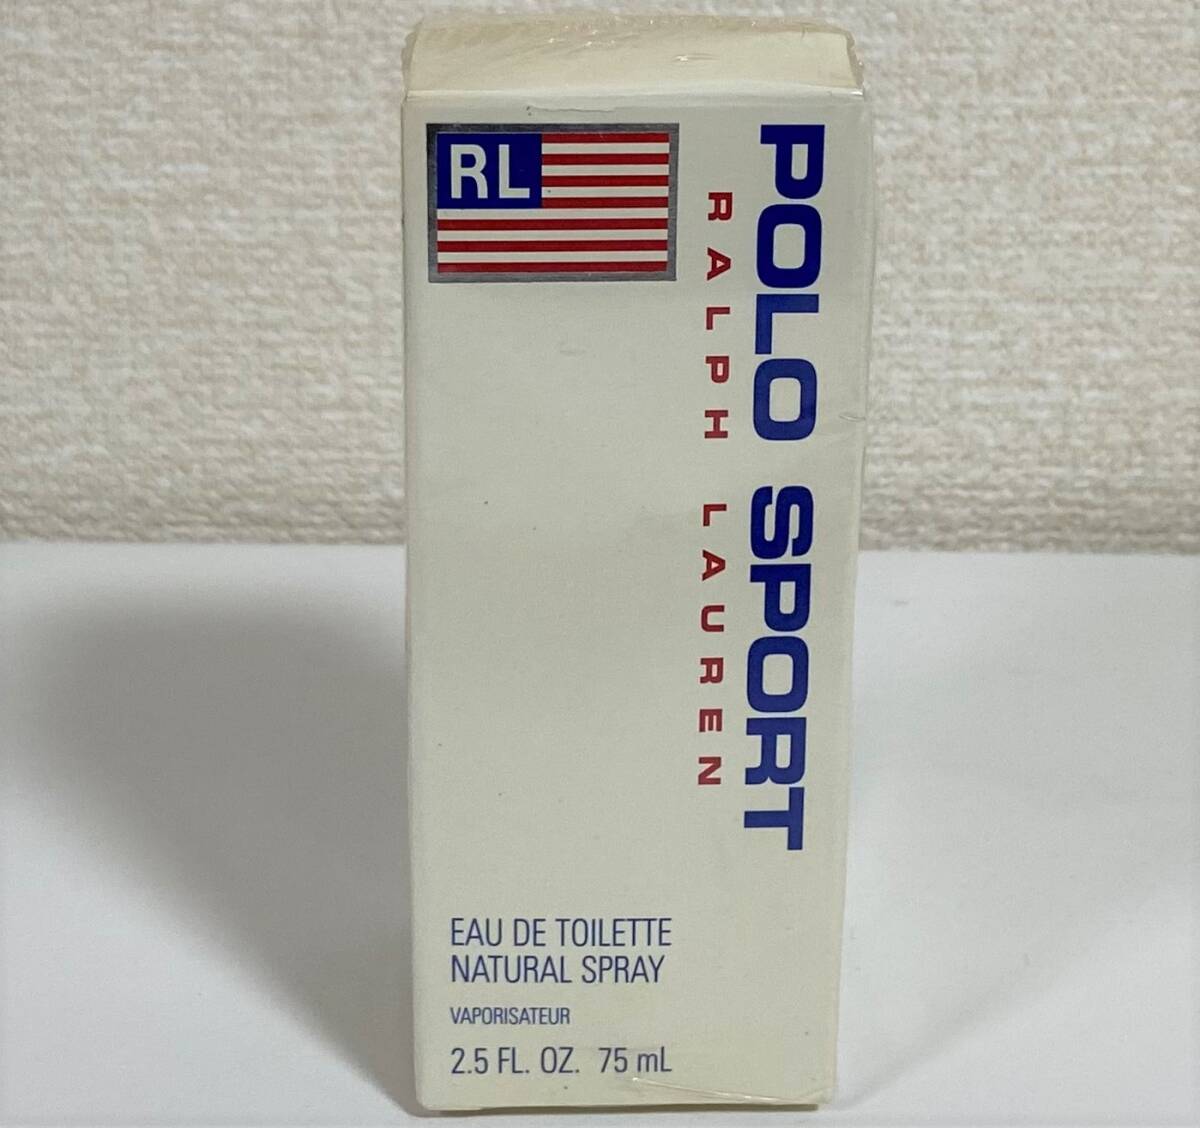 RL
POLO SPORT
RALPH LAUREN
EAU DE TOILETTE
NATURAL SPRAY
VAPORISATEUR
2.5 FL. OZ. 75 mL